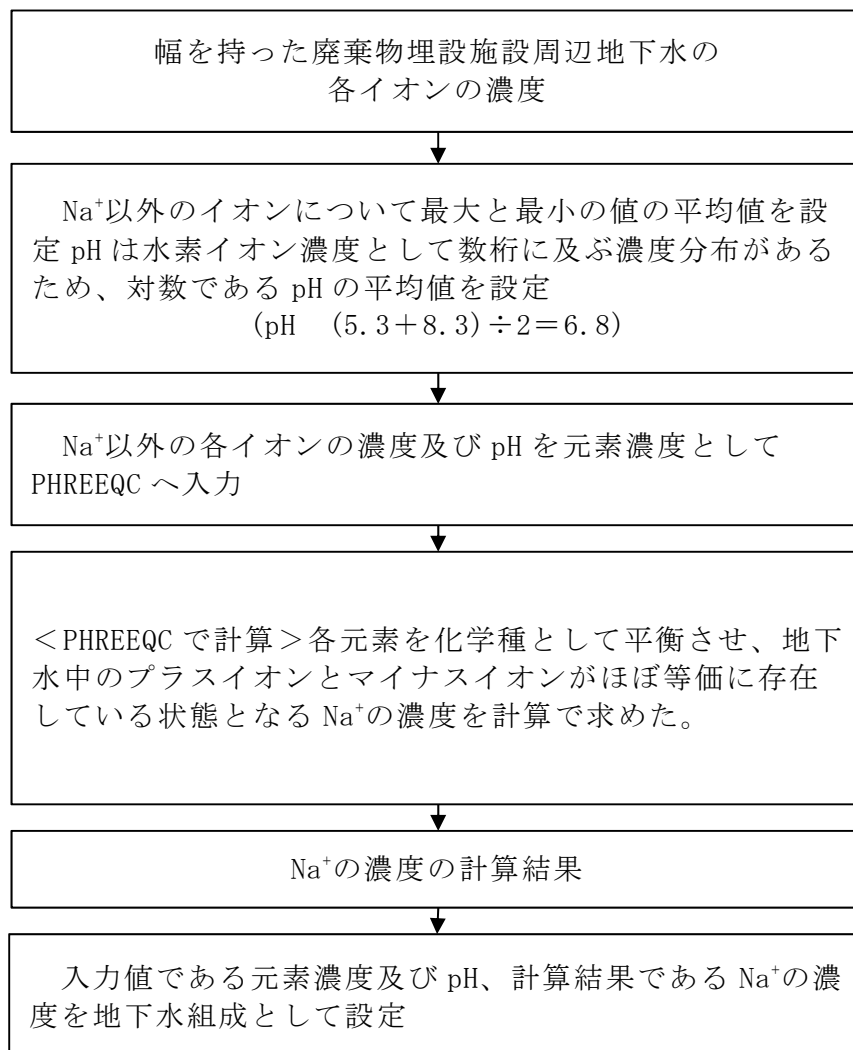 幅を持った廃棄物埋設施設周辺地下水の
各イオンの濃度
Na⁺以外のイオンについて最大と最小の値の平均値を設
定 pH は水素イオン濃度として数桁に及ぶ濃度分布がある
ため、対数である pH の平均値を設定
(pH (5.3+8.3)÷2=6.8)
Na⁺以外の各イオンの濃度及び pH を元素濃度として
PHREEQC へ入力
<PHREEQC で計算>各元素を化学種として平衡させ、地下
水中のプラスイオンとマイナスイオンがほぼ等価に存在
している状態となる Na⁺の濃度を計算で求めた。
Na⁺の濃度の計算結果
入力値である元素濃度及び pH、計算結果である Na⁺の濃
度を地下水組成として設定